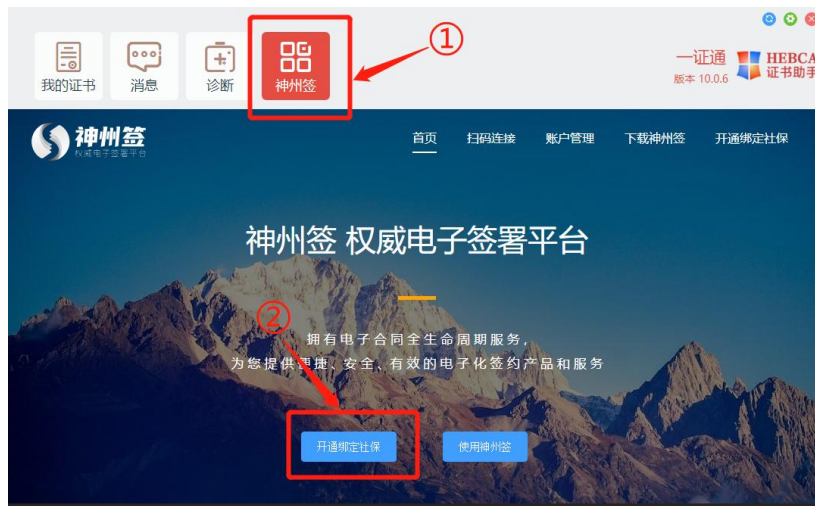 ①
一证通
HEBCA
版本 10.0.6
证书助手
我的证书
消息
诊断
神州签
神州签
权威电子签署平台
首页
扫码连接
账户管理
下载神州签
开通绑定社保
神州签 权威电子签署平台
②
拥有电子合同全生命周期服务,
为您提供便捷、安全、有效的电子化签约产品和服务
开通绑定社保
使用神州签